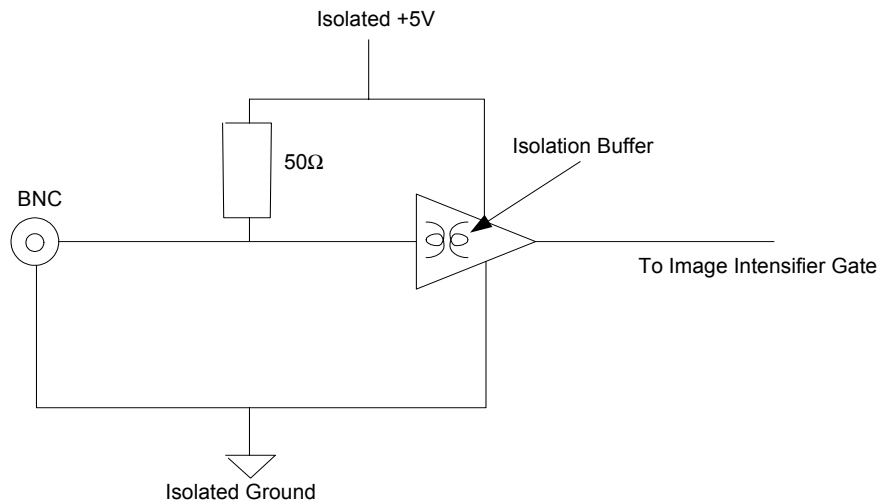 Isolated +5V
50Ω
Isolation Buffer
BNC
To Image Intensifier Gate
Isolated Ground